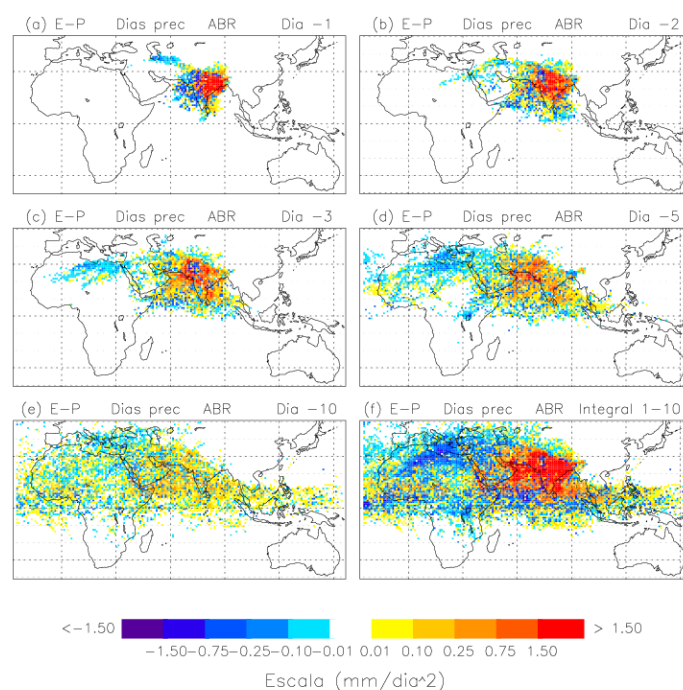 (a) E-P Dias prec ABR Dia -1
(b) E-P Dias prec ABR Dia -2
(c) E-P Dias prec ABR Dia -3
(d) E-P Dias prec ABR Dia -5
(e) E-P Dias prec ABR Dia -10
(f) E-P Dias prec ABR Integral 1-10
<-1.50 > 1.50
-1.50-0.75-0.25-0.10-0.01 0.01 0.10 0.25 0.75 1.50
Escala (mm/dia^2)